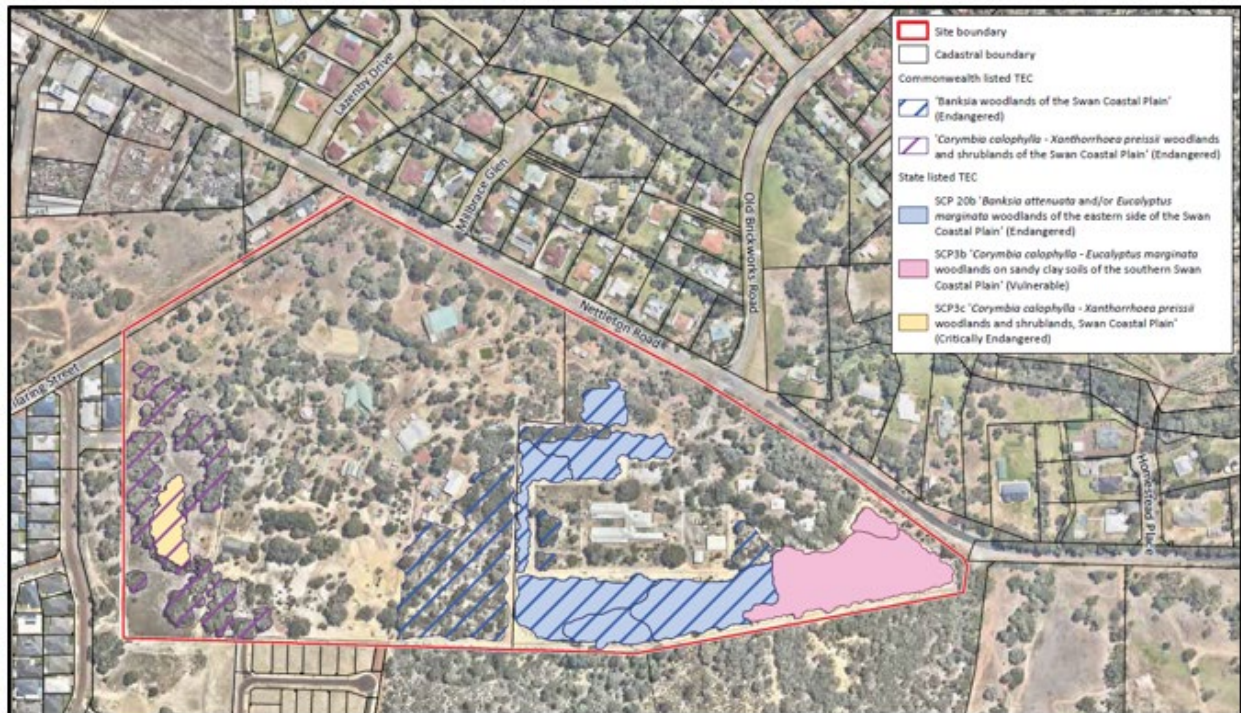 Site boundary
Cadastral boundary
Commonwealth listed TEC
'Banksia woodlands of the Swan Coastal Plain'
(Endangered)
'Corymbia calophylla - Xanthorrhoea preissii woodlands
and shrublands of the Swan Coastal Plain' (Endangered)
State listed TEC
SCP 20b 'Banksia attenuata and/or Eucalyptus
marginata woodlands of the eastern side of the Swan
Coastal Plain' (Endangered)
SCP3b 'Corymbia calophylla - Eucalyptus marginata
woodlands on sandy clay soils of the southern Swan
Coastal Plain' (Vulnerable)
SCP3c 'Corymbia calophylla - Xanthorrhoea preissii
woodlands and shrublands, Swan Coastal Plain'
(Critically Endangered)
Lazenby Drive
Millbrace Glen
Old Brickworks Road
Nettleton Road
Street
Homestead Place